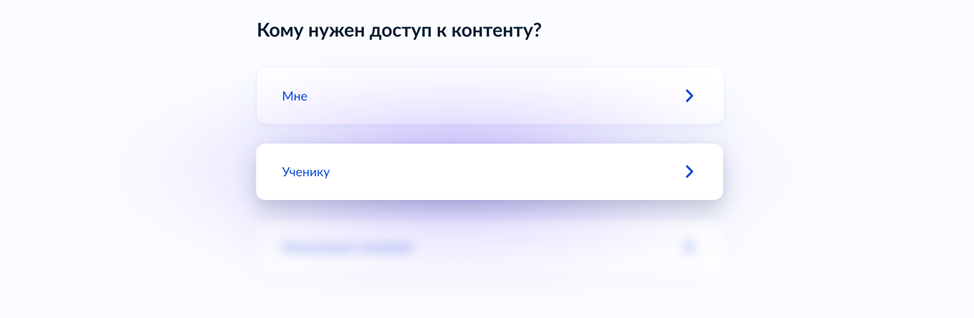 Кому нужен доступ к контенту?
Мне
Ученику